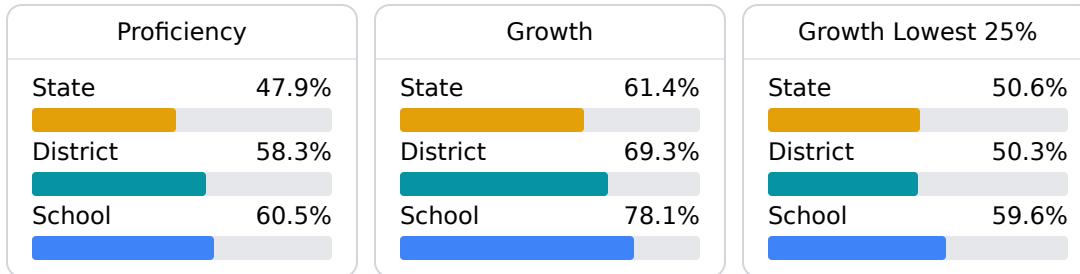 Proficiency
State 47.9%
District 58.3%
School 60.5%
Growth
State 61.4%
District 69.3%
School 78.1%
Growth Lowest 25%
State 50.6%
District 50.3%
School 59.6%